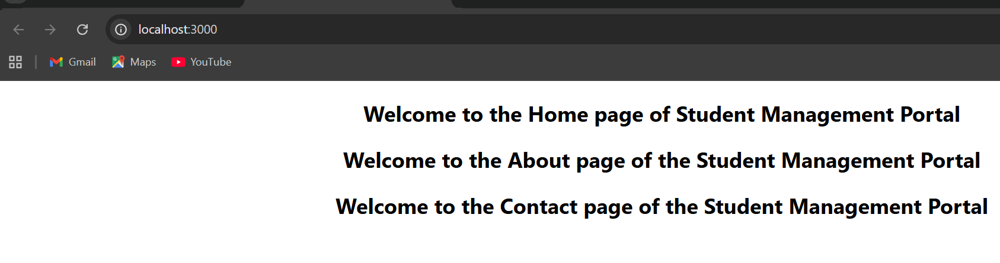 localhost:3000
Gmail Maps YouTube
Welcome to the Home page of Student Management Portal
Welcome to the About page of the Student Management Portal
Welcome to the Contact page of the Student Management Portal